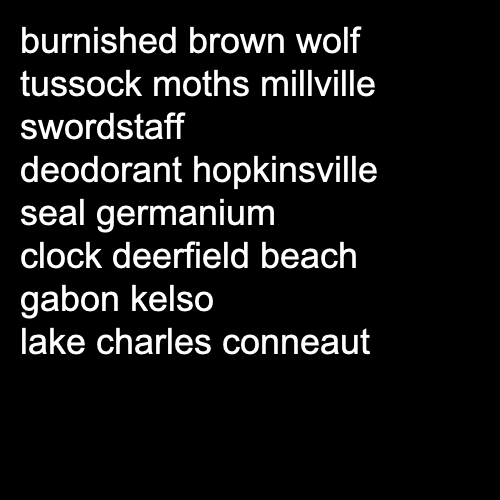 burnished brown wolf
tussock moths millville
swordstaff
deodorant hopkinsville
seal germanium
clock deerfield beach
gabon kelso
lake charles conneaut